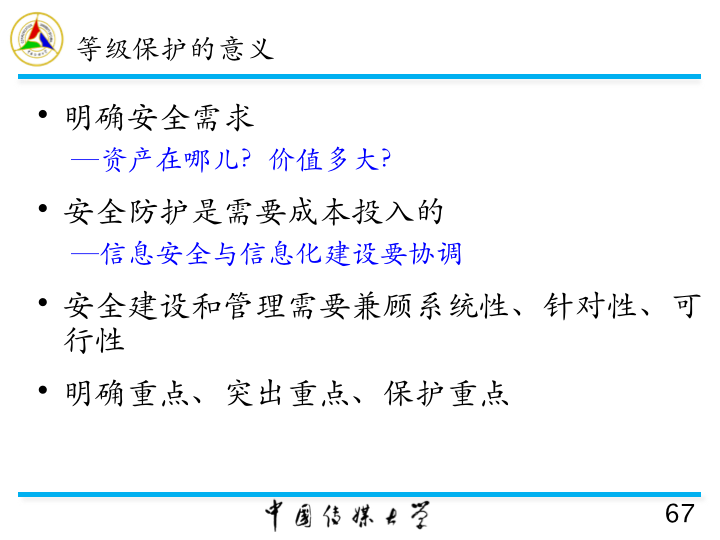 等级保护的意义
• 明确安全需求
—资产在哪儿？价值多大？
• 安全防护是需要成本投入的
—信息安全与信息化建设要协调
• 安全建设和管理需要兼顾系统性、针对性、可
行性
• 明确重点、突出重点、保护重点
中国传媒大学
67